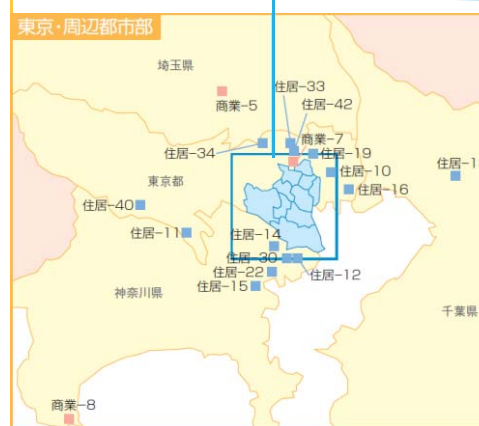 東京・周辺都市部
埼玉県
住居-33
商業-5
住居-42
商業-7
住居-34
住居-19
東京都
住居-10
住居-16
住居-40
住居-11
住居-14
住居-30
住居-22
住居-12
住居-15
神奈川県
千葉県
商業-8